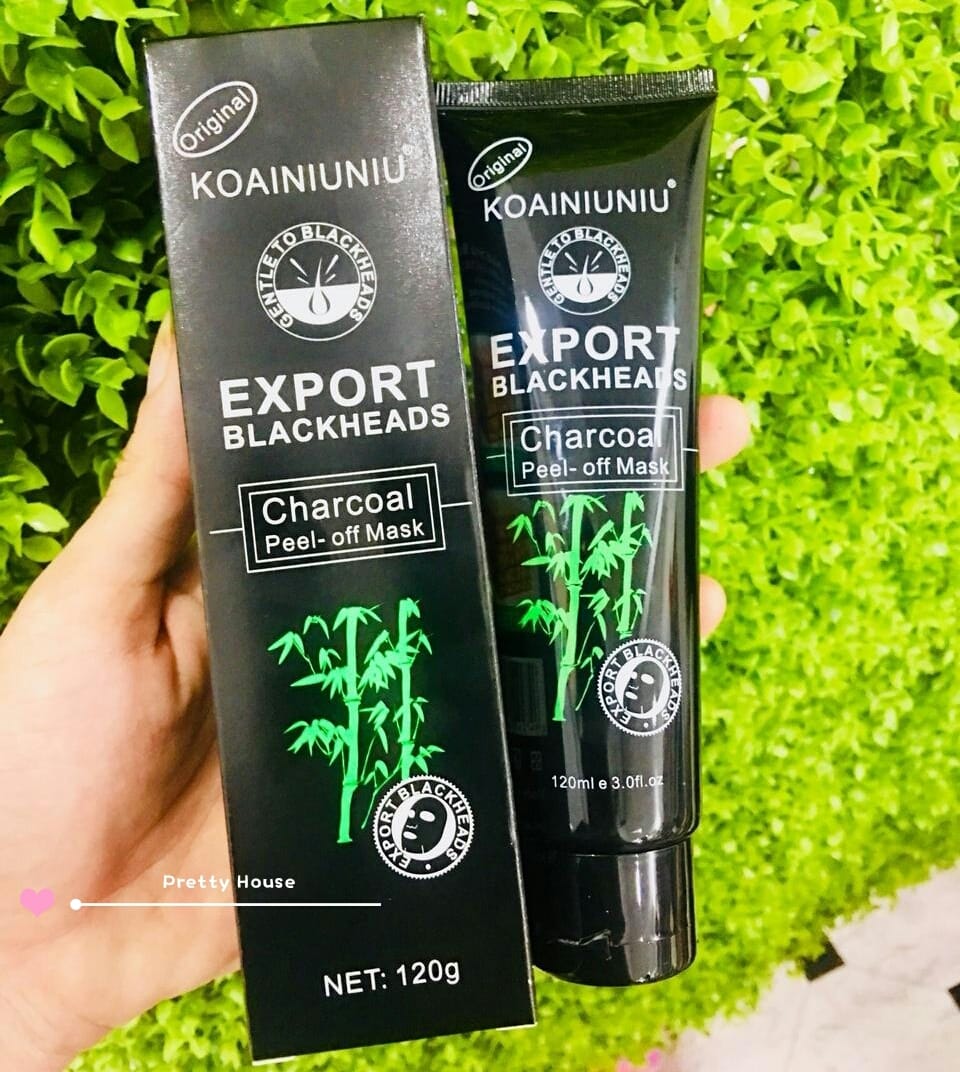 Original
KOAINIUNIU®
GENTLE TO BLACKHEADS
EXPORT
BLACKHEADS
Charcoal
Peel- off Mask
EXPORT BLACKHEADS
NET: 120g
Original
KOAINIUNIU®
GENTLE TO BLACKHEADS
EXPORT
BLACKHEADS
Charcoal
Peel- off Mask
EXPORT BLACKHEADS
120ml e 3.0fl.oz
Pretty House